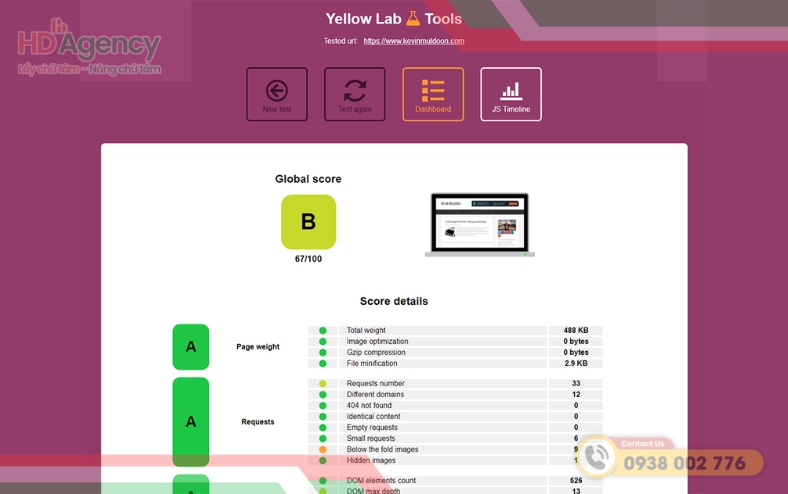 Yellow Lab Tools
Tested url: https://www.kevinmuldoon.com
HD Agency
Lấy chữ tâm - Nâng chữ tầm
New test
Test again
Dashboard
JS Timeline
Global score
B
67/100
Score details
A
Page weight
Total weight 488 KB
Image optimization 0 bytes
Gzip compression 0 bytes
File minification 2.9 KB
A
Requests
Requests number 33
Different domains 12
404 not found 0
Identical content 0
Empty requests 0
Small requests 6
Below the fold images 9
Hidden images 1
DOM elements count 526
DOM max depth 13
Contact Us
0938 002 776